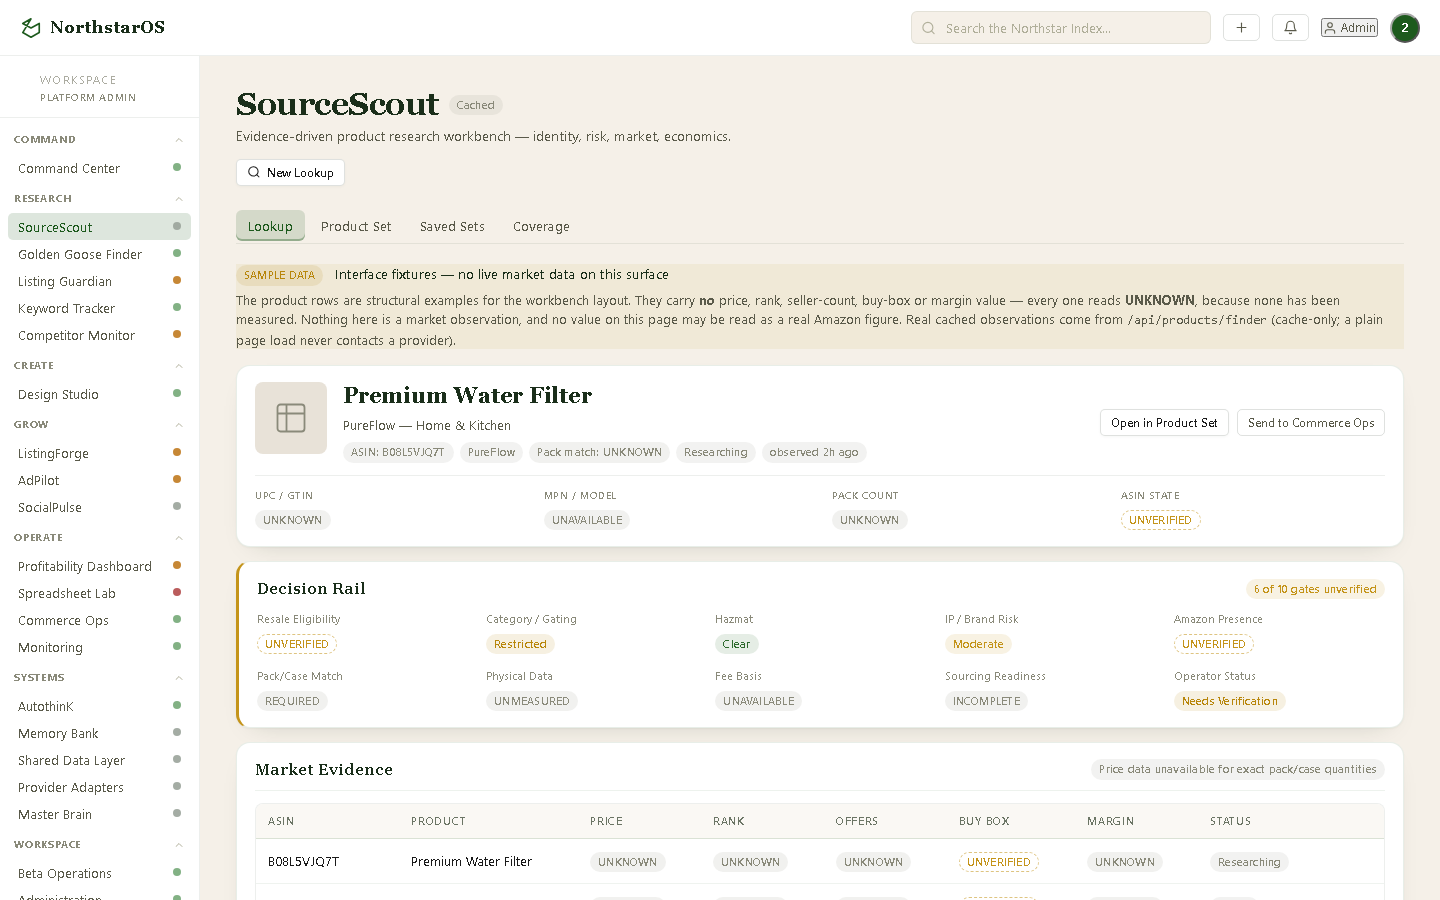 NorthstarOS
Search the Northstar Index...
Admin
2
WORKSPACE
PLATFORM ADMIN
COMMAND
Command Center
RESEARCH
SourceScout
Golden Goose Finder
Listing Guardian
Keyword Tracker
Competitor Monitor
CREATE
Design Studio
GROW
ListingForge
AdPilot
SocialPulse
OPERATE
Profitability Dashboard
Spreadsheet Lab
Commerce Ops
Monitoring
SYSTEMS
AutothinK
Memory Bank
Shared Data Layer
Provider Adapters
Master Brain
WORKSPACE
Beta Operations
Administration
SourceScout Cached
Evidence-driven product research workbench — identity, risk, market, economics.
New Lookup
Lookup Product Set Saved Sets Coverage
SAMPLE DATA Interface fixtures — no live market data on this surface
The product rows are structural examples for the workbench layout. They carry no price, rank, seller-count, buy-box or margin value — every one reads UNKNOWN, because none has been
measured. Nothing here is a market observation, and no value on this page may be read as a real Amazon figure. Real cached observations come from /api/products/finder (cache-only; a plain
page load never contacts a provider).
Premium Water Filter
PureFlow — Home & Kitchen
ASIN: B08L5VJQ7T PureFlow Pack match: UNKNOWN Researching observed 2h ago
Open in Product Set Send to Commerce Ops
UPC / GTIN MPN / MODEL PACK COUNT ASIN STATE
UNKNOWN UNAVAILABLE UNKNOWN UNVERIFIED
Decision Rail 6 of 10 gates unverified
Resale Eligibility Category / Gating Hazmat IP / Brand Risk Amazon Presence
UNVERIFIED Restricted Clear Moderate UNVERIFIED
Pack/Case Match Physical Data Fee Basis Sourcing Readiness Operator Status
REQUIRED UNMEASURED UNAVAILABLE INCOMPLETE Needs Verification
Market Evidence Price data unavailable for exact pack/case quantities
ASIN PRODUCT PRICE RANK OFFERS BUY BOX MARGIN STATUS
B08L5VJQ7T Premium Water Filter UNKNOWN UNKNOWN UNKNOWN UNVERIFIED UNKNOWN Researching